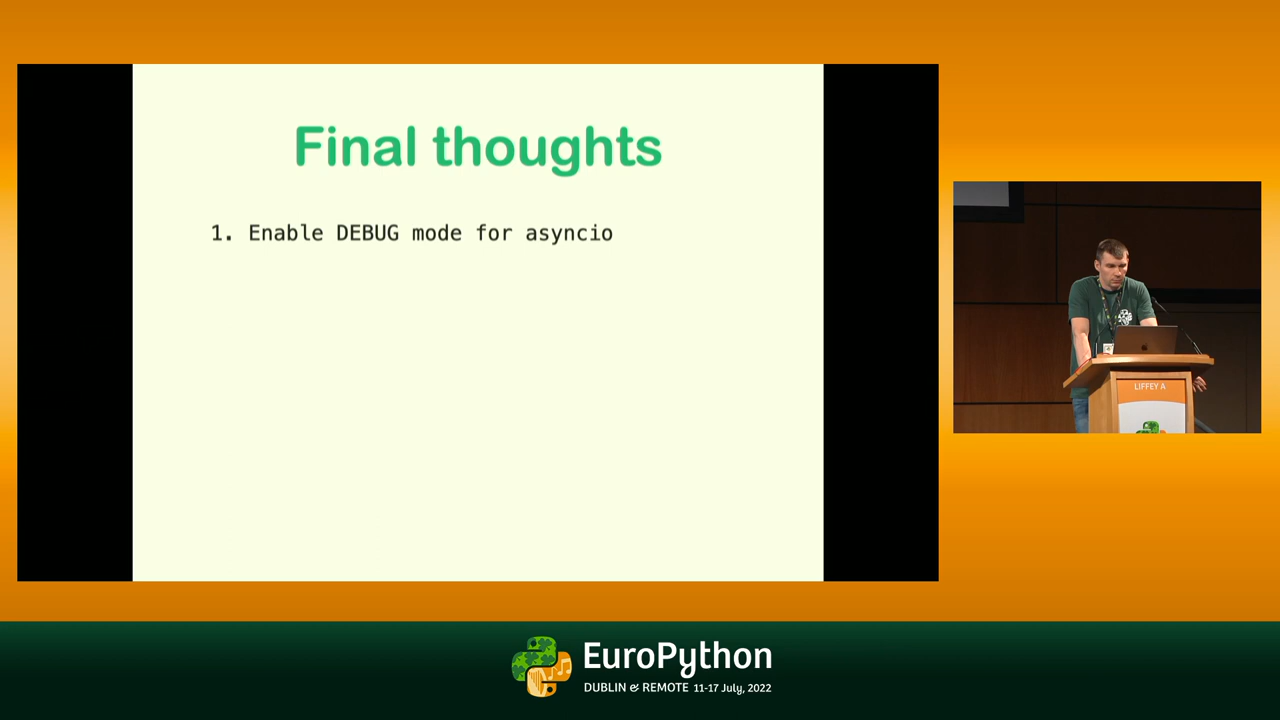 Final thoughts
1. Enable DEBUG mode for asyncio
LIFFEY A
EuroPython
DUBLIN & REMOTE 11-17 July, 2022